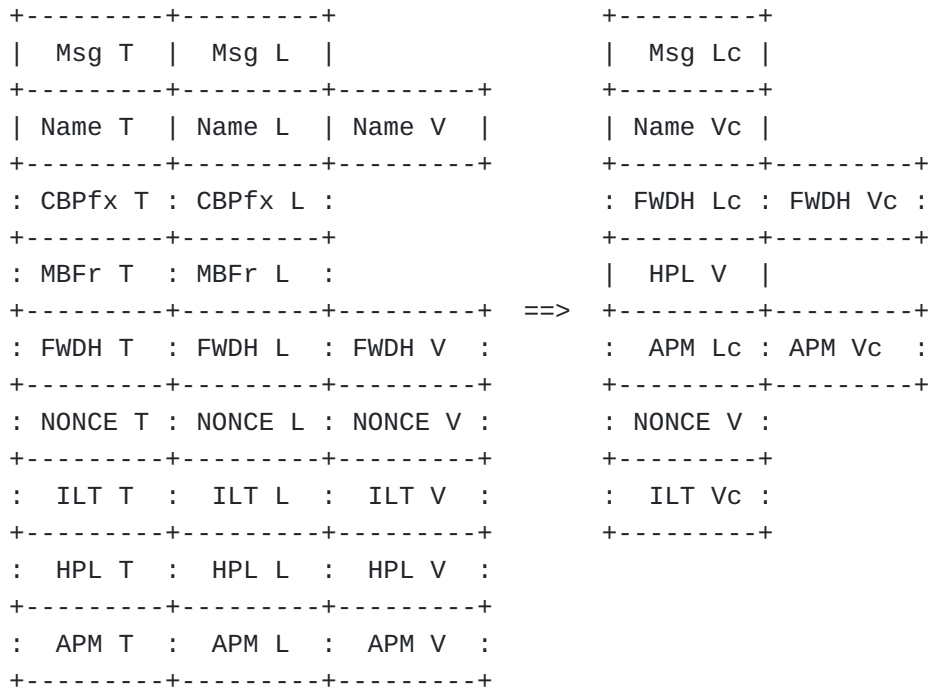 +---------+---------+                 +---------+
|  Msg T  |  Msg L  |                 |  Msg Lc |
+---------+---------+---------+       +---------+
| Name T  | Name L  | Name V  |       | Name Vc |
+---------+---------+---------+       +---------+---------+
: CBPfx T : CBPfx L :                 : FWDH Lc : FWDH Vc :
+---------+---------+                 +---------+---------+
: MBFr T  : MBFr L  :                 |  HPL V  |
+---------+---------+---------+  ==>  +---------+---------+
: FWDH T  : FWDH L  : FWDH V  :       :  APM Lc : APM Vc  :
+---------+---------+---------+       +---------+---------+
: NONCE T : NONCE L : NONCE V :       : NONCE V :
+---------+---------+---------+       +---------+
:  ILT T  :  ILT L  :  ILT V  :       :  ILT Vc :
+---------+---------+---------+       +---------+
:  HPL T  :  HPL L  :  HPL V  :
+---------+---------+---------+
:  APM T  :  APM L  :  APM V  :
+---------+---------+---------+